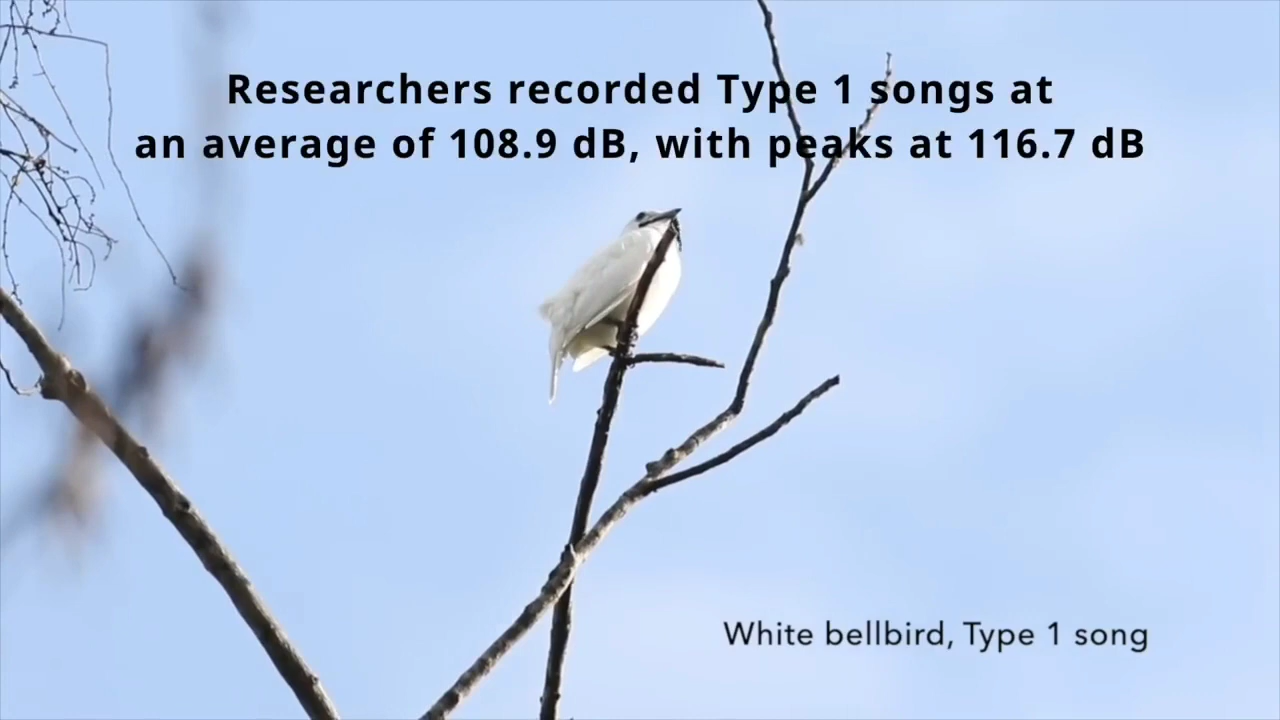 Researchers recorded Type 1 songs at
an average of 108.9 dB, with peaks at 116.7 dB
White bellbird, Type 1 song